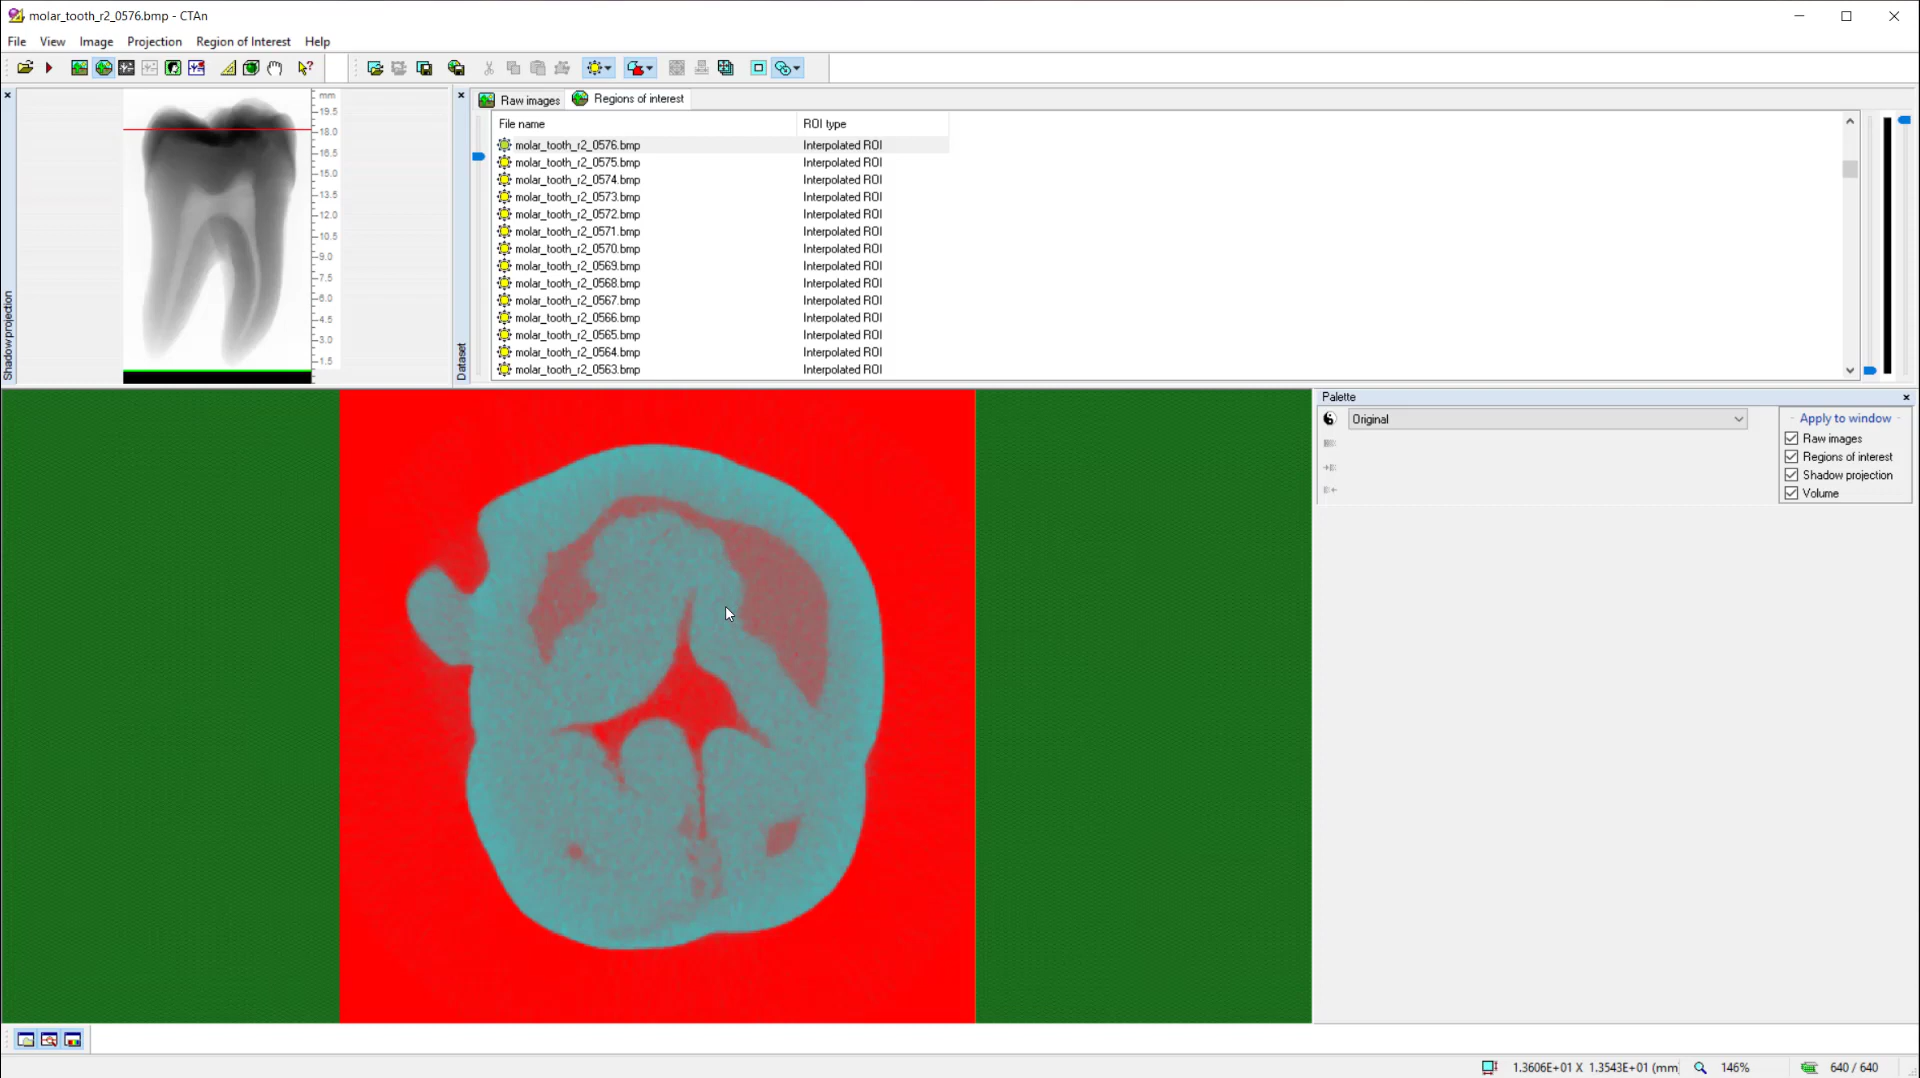 molar_tooth_r2_0576.bmp - CTAn
File View Image Projection Region of Interest Help
Shadow projection
mm
19.5
18.0
16.5
15.0
13.5
12.0
10.5
9.0
7.5
6.0
4.5
3.0
1.5
Dataset
Raw images Regions of interest
File name ROI type
molar_tooth_r2_0576.bmp Interpolated ROI
molar_tooth_r2_0575.bmp Interpolated ROI
molar_tooth_r2_0574.bmp Interpolated ROI
molar_tooth_r2_0573.bmp Interpolated ROI
molar_tooth_r2_0572.bmp Interpolated ROI
molar_tooth_r2_0571.bmp Interpolated ROI
molar_tooth_r2_0570.bmp Interpolated ROI
molar_tooth_r2_0569.bmp Interpolated ROI
molar_tooth_r2_0568.bmp Interpolated ROI
molar_tooth_r2_0567.bmp Interpolated ROI
molar_tooth_r2_0566.bmp Interpolated ROI
molar_tooth_r2_0565.bmp Interpolated ROI
molar_tooth_r2_0564.bmp Interpolated ROI
molar_tooth_r2_0563.bmp Interpolated ROI
Palette
Original
Apply to window
Raw images
Regions of interest
Shadow projection
Volume
1.3606E+01 X 1.3543E+01 (mm) 146% 640 / 640